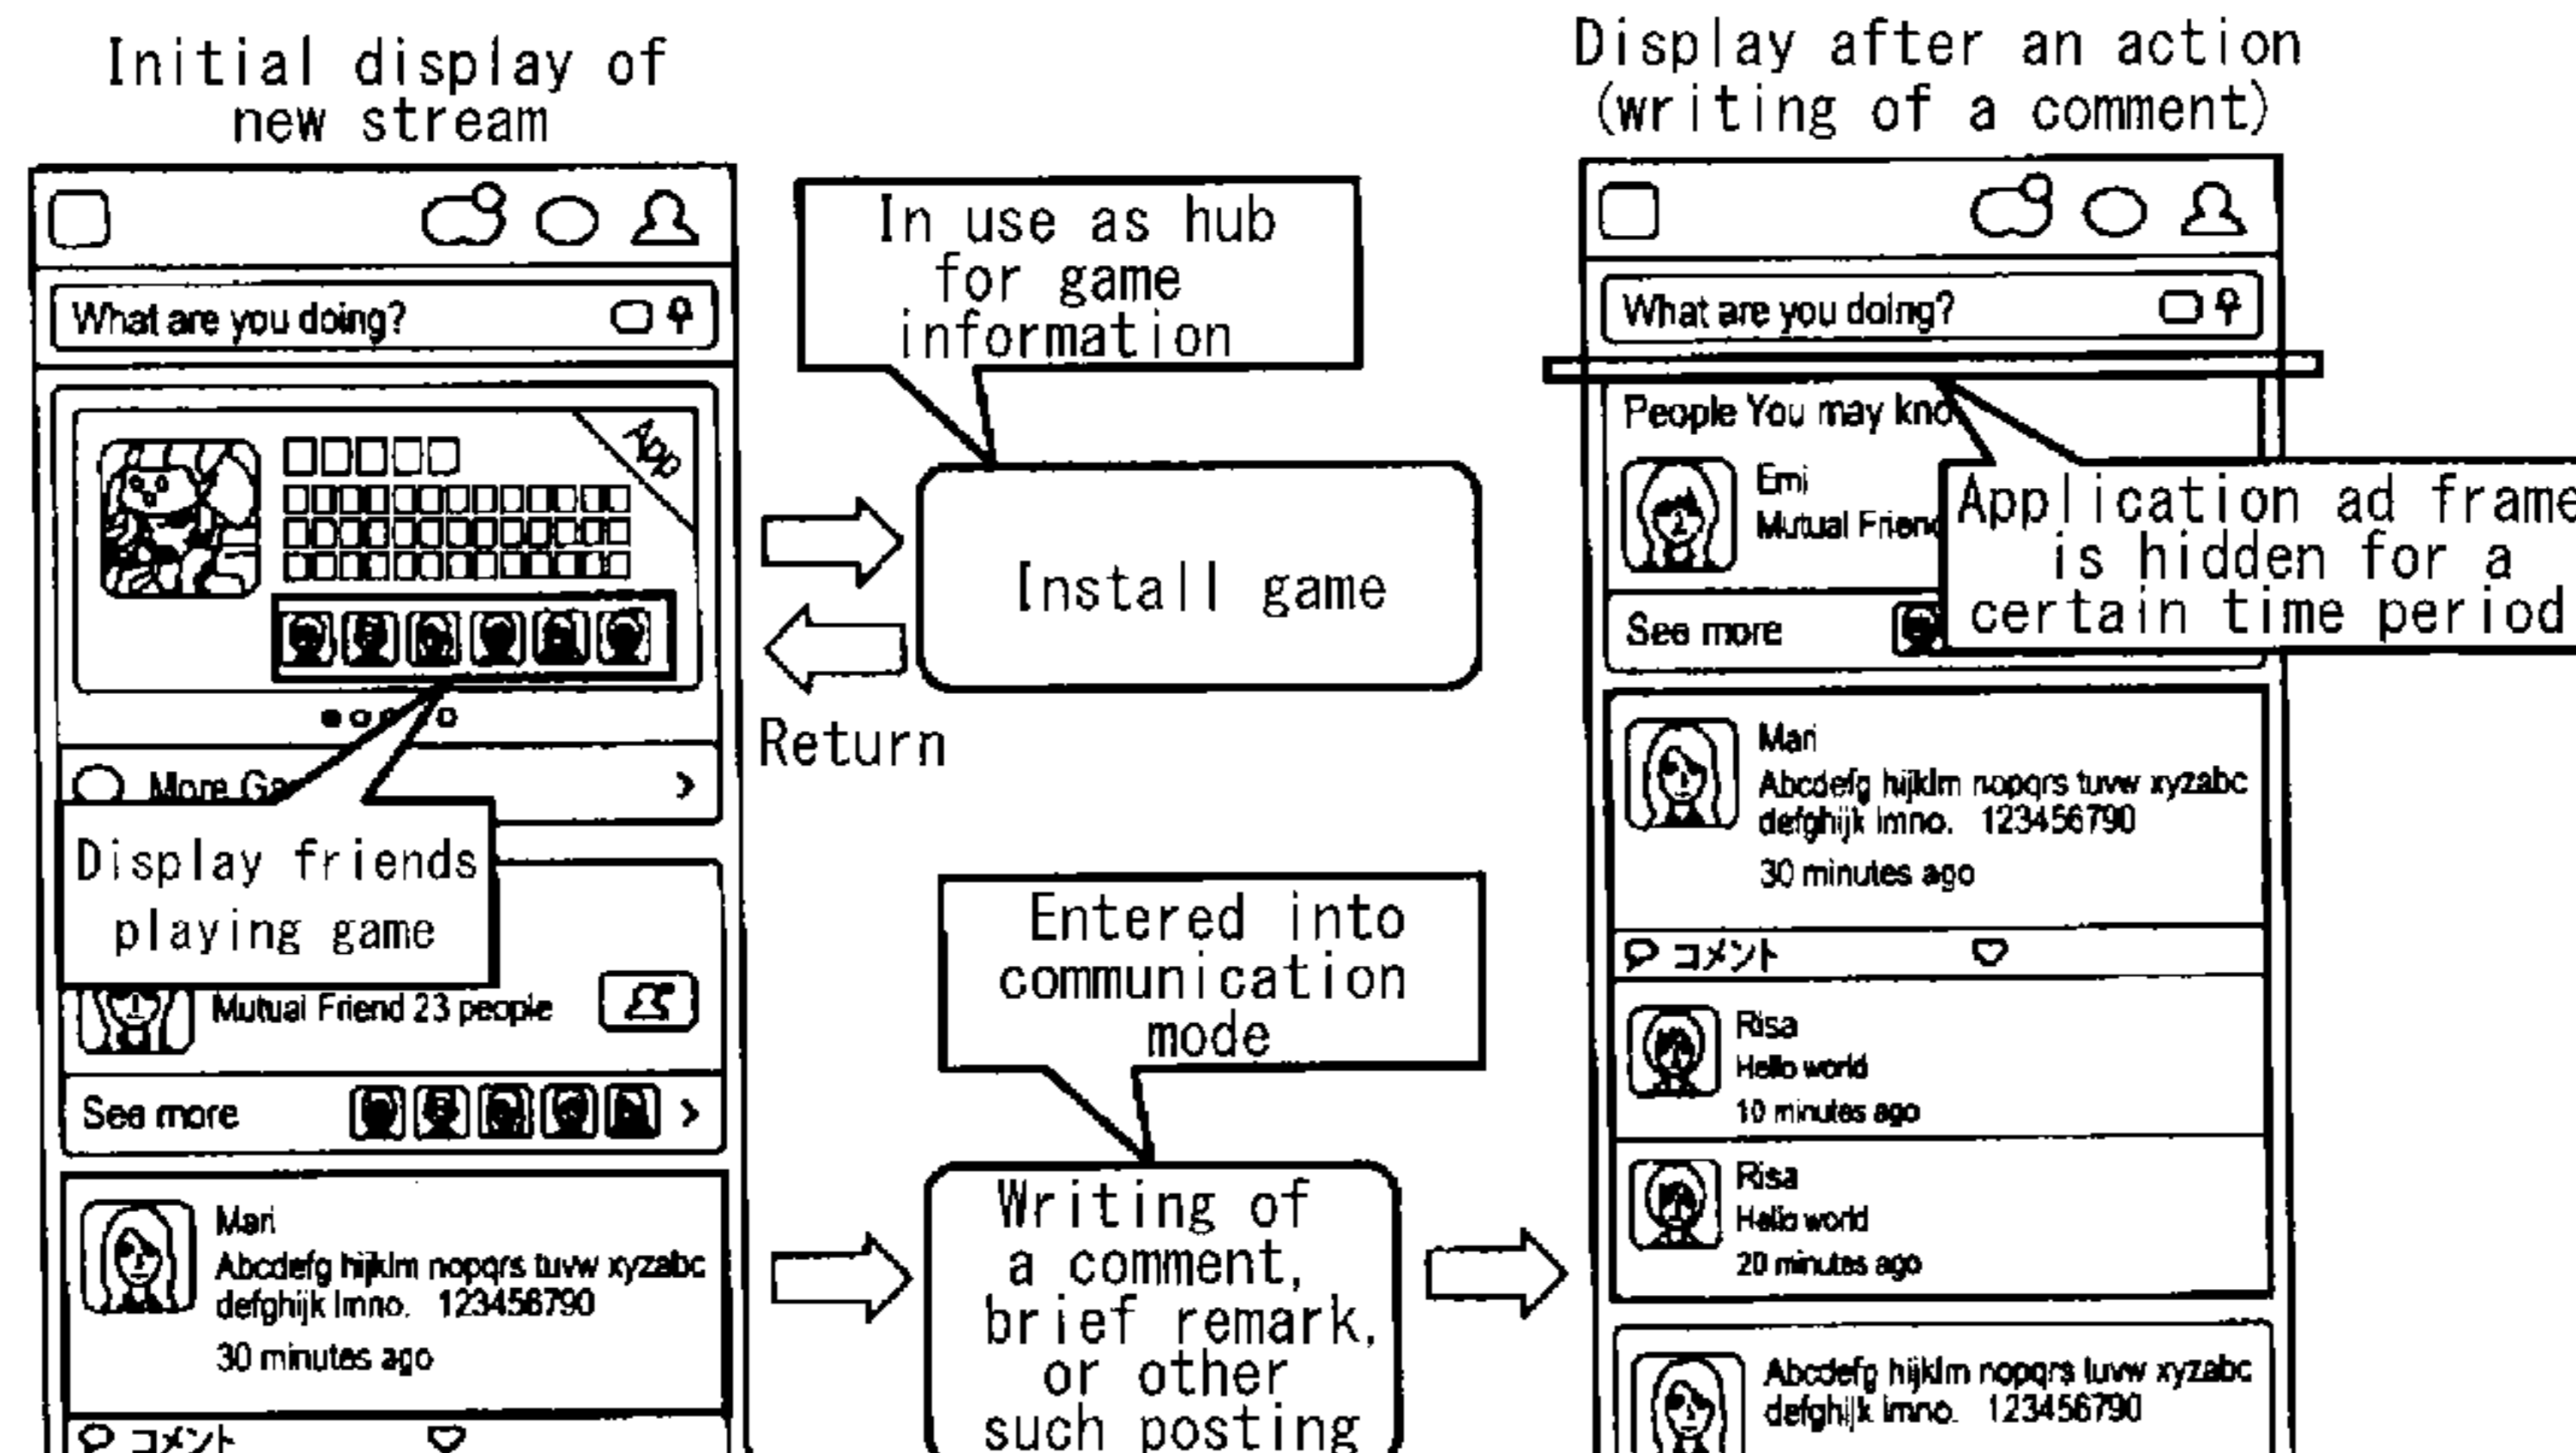 Initial display of
new stream
What are you doing?
App
More Ga
Display friends
playing game
Mutual Friend 23 people
See more
Mari
Abcdefg hijklm nopqrs tuvw xyzabc
defghijk lmno. 123456790
30 minutes ago
コメント
In use as hub
for game
information
Install game
Return
Entered into
communication
mode
Writing of
a comment,
brief remark,
or other
such posting
Display after an action
(writing of a comment)
What are you doing?
People You may kno
Emi
Mutual Friend
Application ad frame
is hidden for a
certain time period
See more
Mari
Abcdefg hijklm nopqrs tuvw xyzabc
defghijk lmno. 123456790
30 minutes ago
コメント
Risa
Hello world
10 minutes ago
Risa
Hello world
20 minutes ago
Abcdefg hijklm nopqrs tuvw xyzabc
defghijk lmno. 123456790